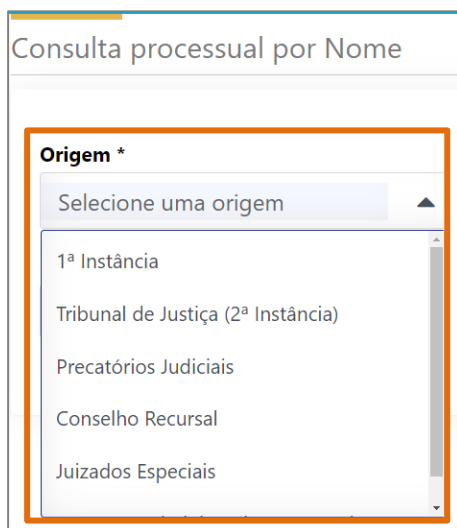 Consulta processual por Nome
Origem *
Selecione uma origem
1ª Instância
Tribunal de Justiça (2ª Instância)
Precatórios Judiciais
Conselho Recursal
Juizados Especiais